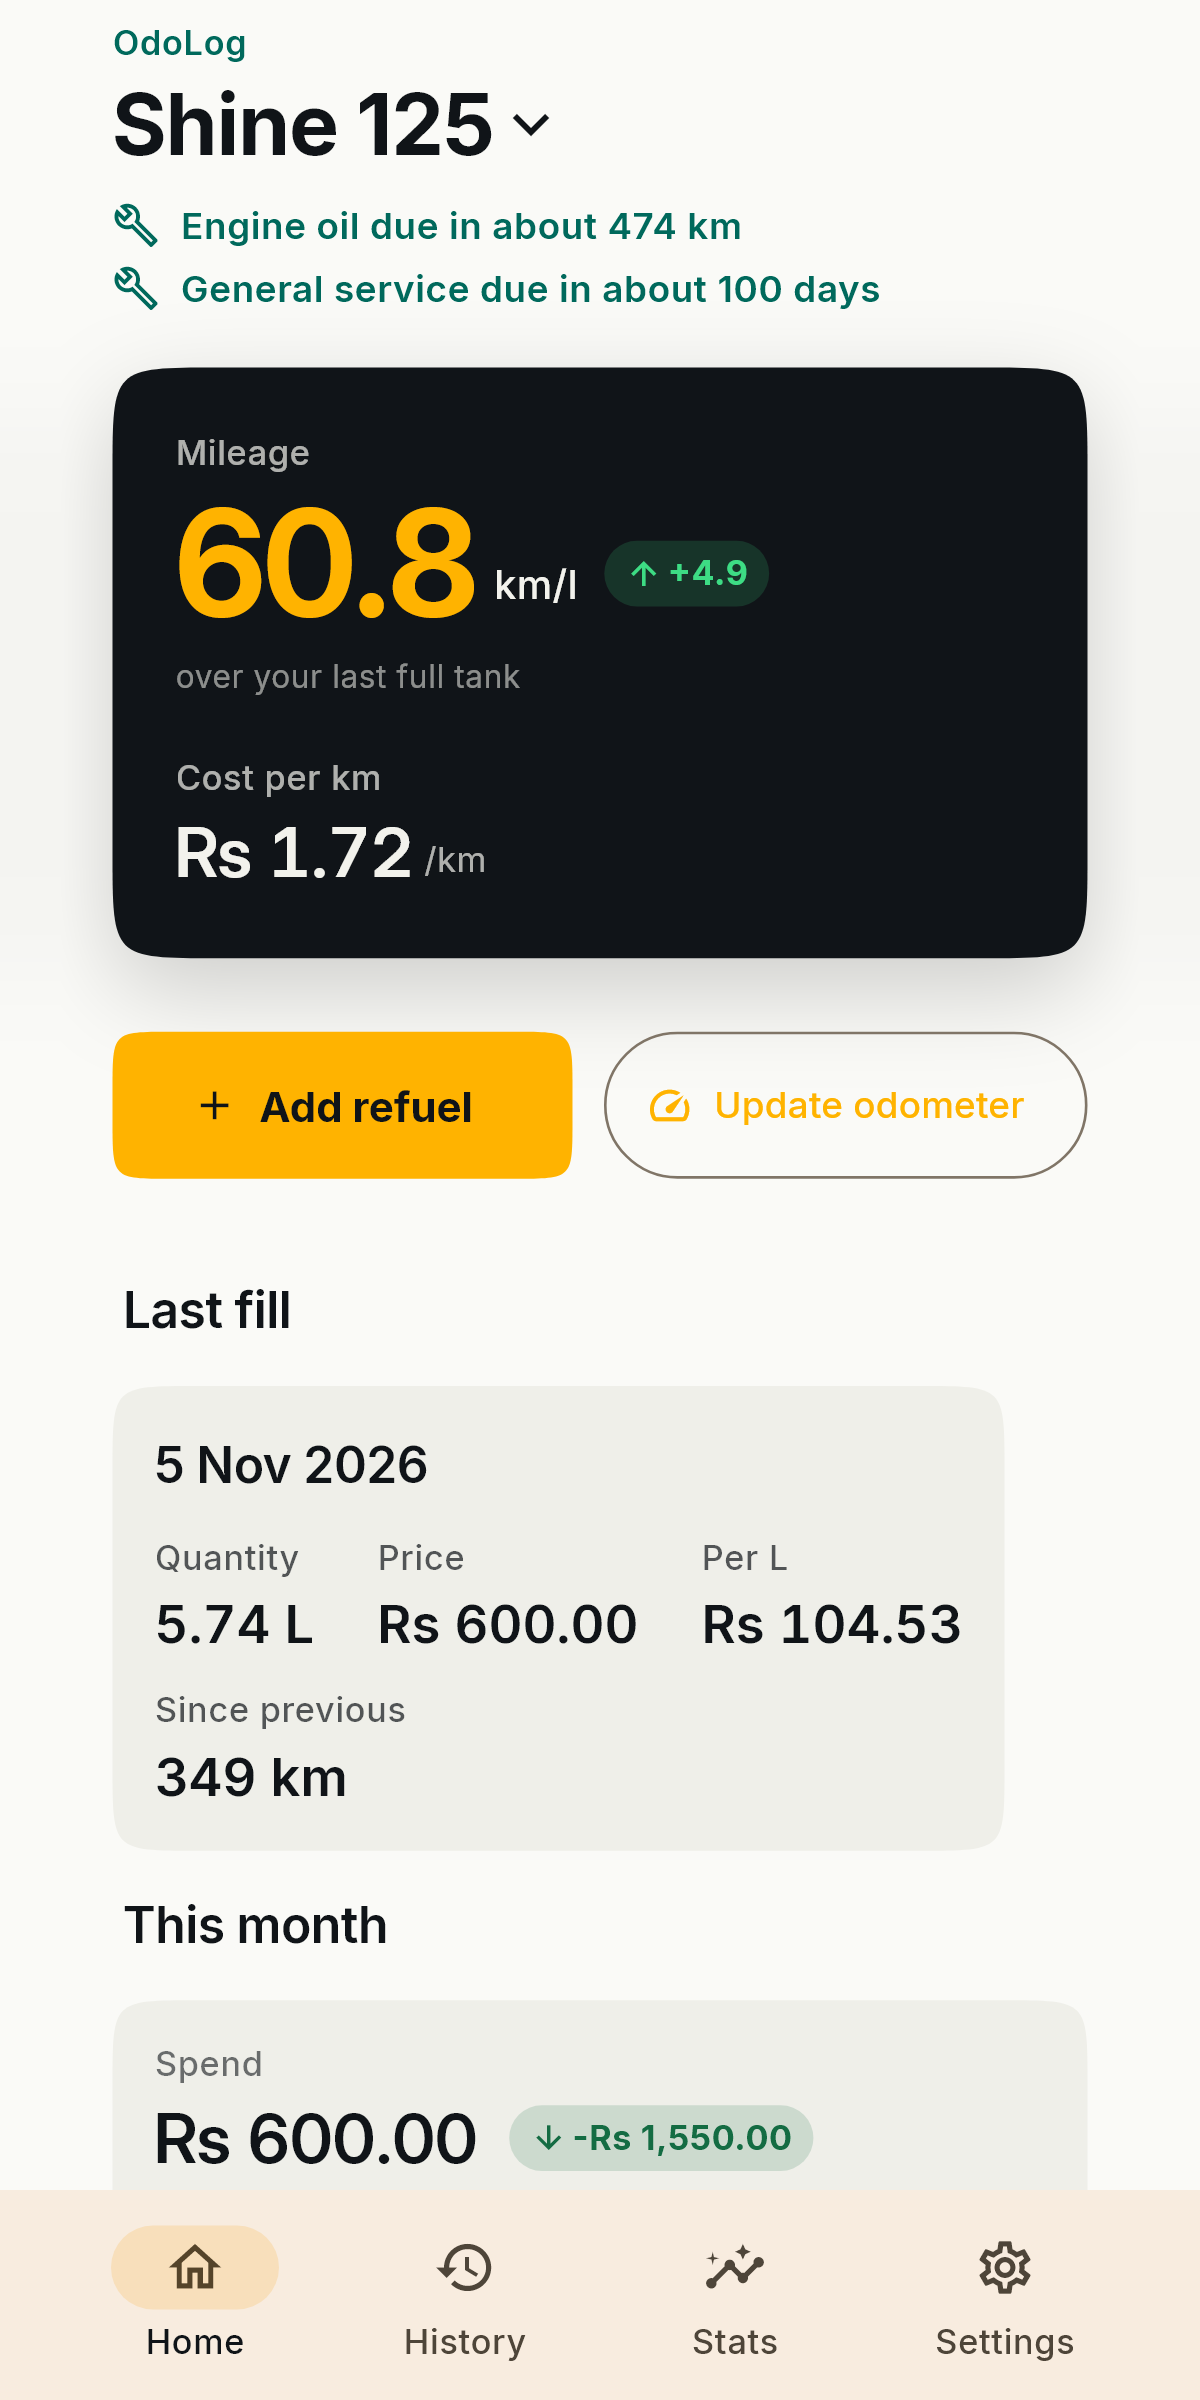 OdoLog
Shine 125
Engine oil due in about 474 km
General service due in about 100 days
Mileage
60.8 km/l +4.9
over your last full tank
Cost per km
Rs 1.72 /km
Add refuel
Update odometer
Last fill
5 Nov 2026
Quantity Price Per L
5.74 L Rs 600.00 Rs 104.53
Since previous
349 km
This month
Spend
Rs 600.00 -Rs 1,550.00
Home History Stats Settings